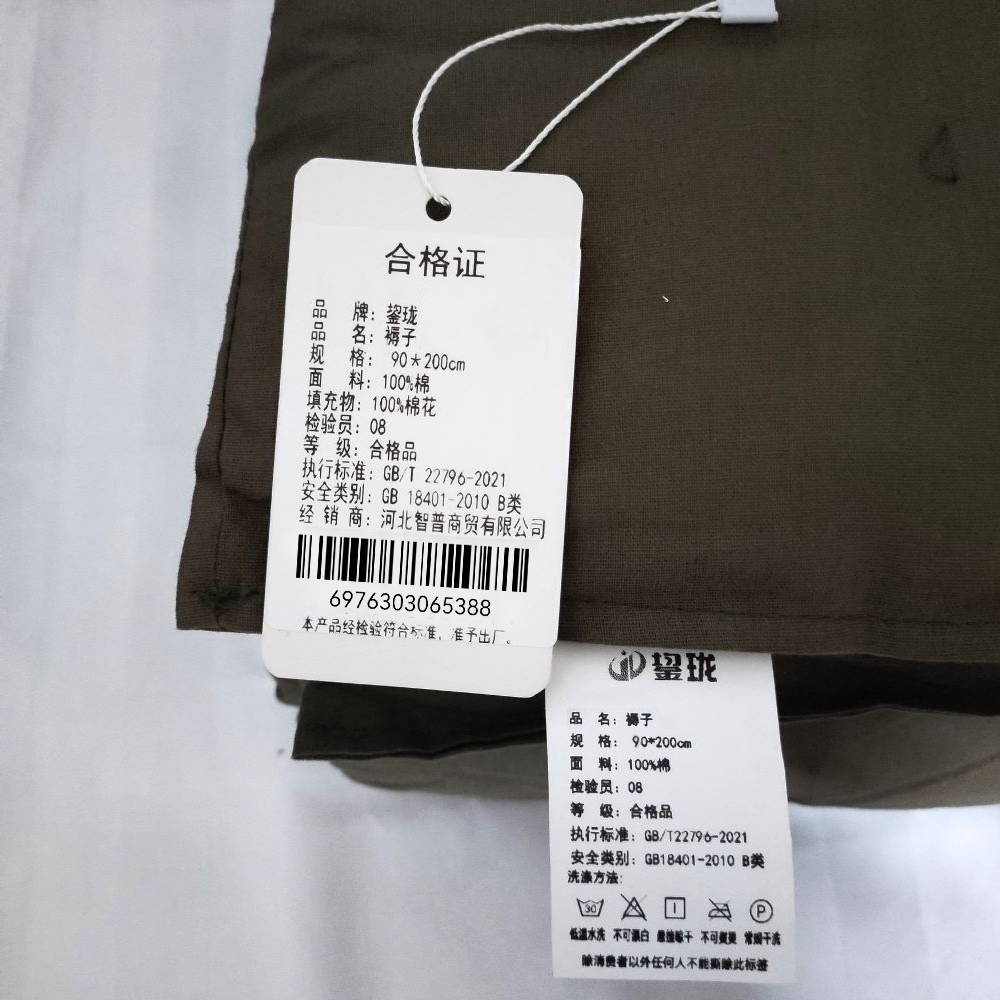 合格证
品 牌：鋆珑
品 名：褥子
规 格： 90*200cm
面 料：100%棉
填充物：100%棉花
检验员：08
等 级：合格品
执行标准：GB/T 22796-2021
安全类别：GB 18401-2010 B类
经 销 商：河北智普商贸有限公司
6976303065388
本产品经检验符合标准，准予出厂。
鋆珑
品 名：褥子
规 格： 90*200cm
面 料：100%棉
检验员：08
等 级：合格品
执行标准：GB/T22796-2021
安全类别：GB18401-2010 B类
洗涤方法：
30 P
低温水洗 不可漂白 悬挂晾干 不可熨烫 常规干洗
除消费者以外任何人不能撕除此标签